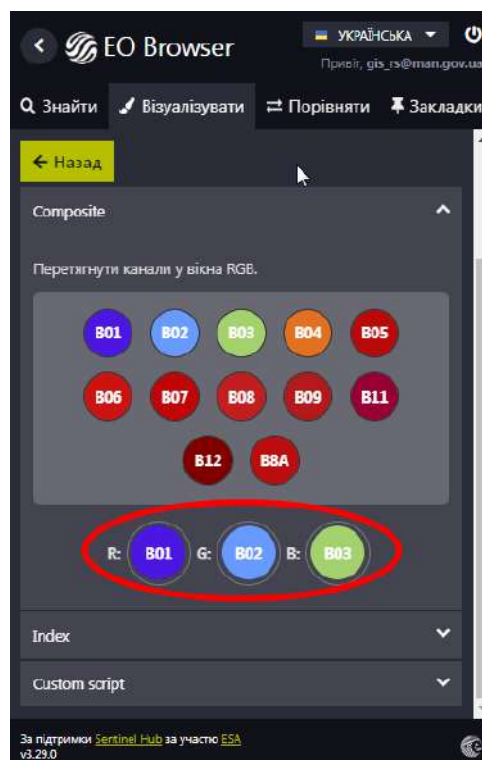 EO Browser
УКРАЇНСЬКА
Привіт, gis_rs@man.gov.ua
Знайти Візуалізувати Порівняти Закладки
Назад
Composite
Перетягнути канали у вікна RGB.
B01 B02 B03 B04 B05
B06 B07 B08 B09 B11
B12 B8A
R: B01 G: B02 B: B03
Index
Custom script
За підтримки Sentinel Hub за участю ESA
v3.29.0